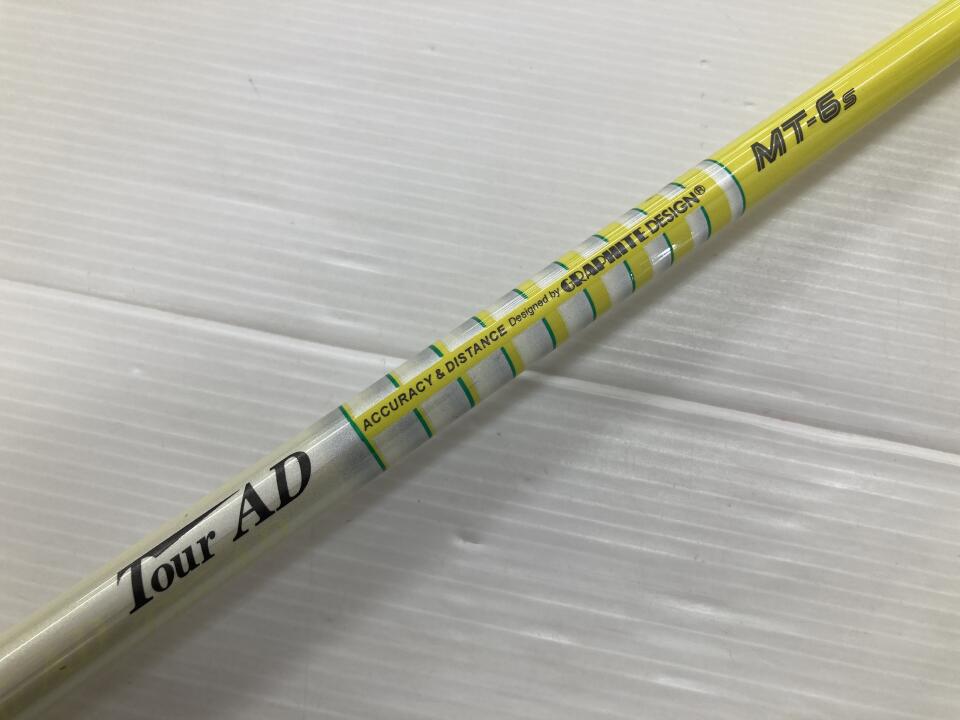 Tour AD
ACCURACY & DISTANCE Designed by GRAPHITE DESIGN®
MT-6s